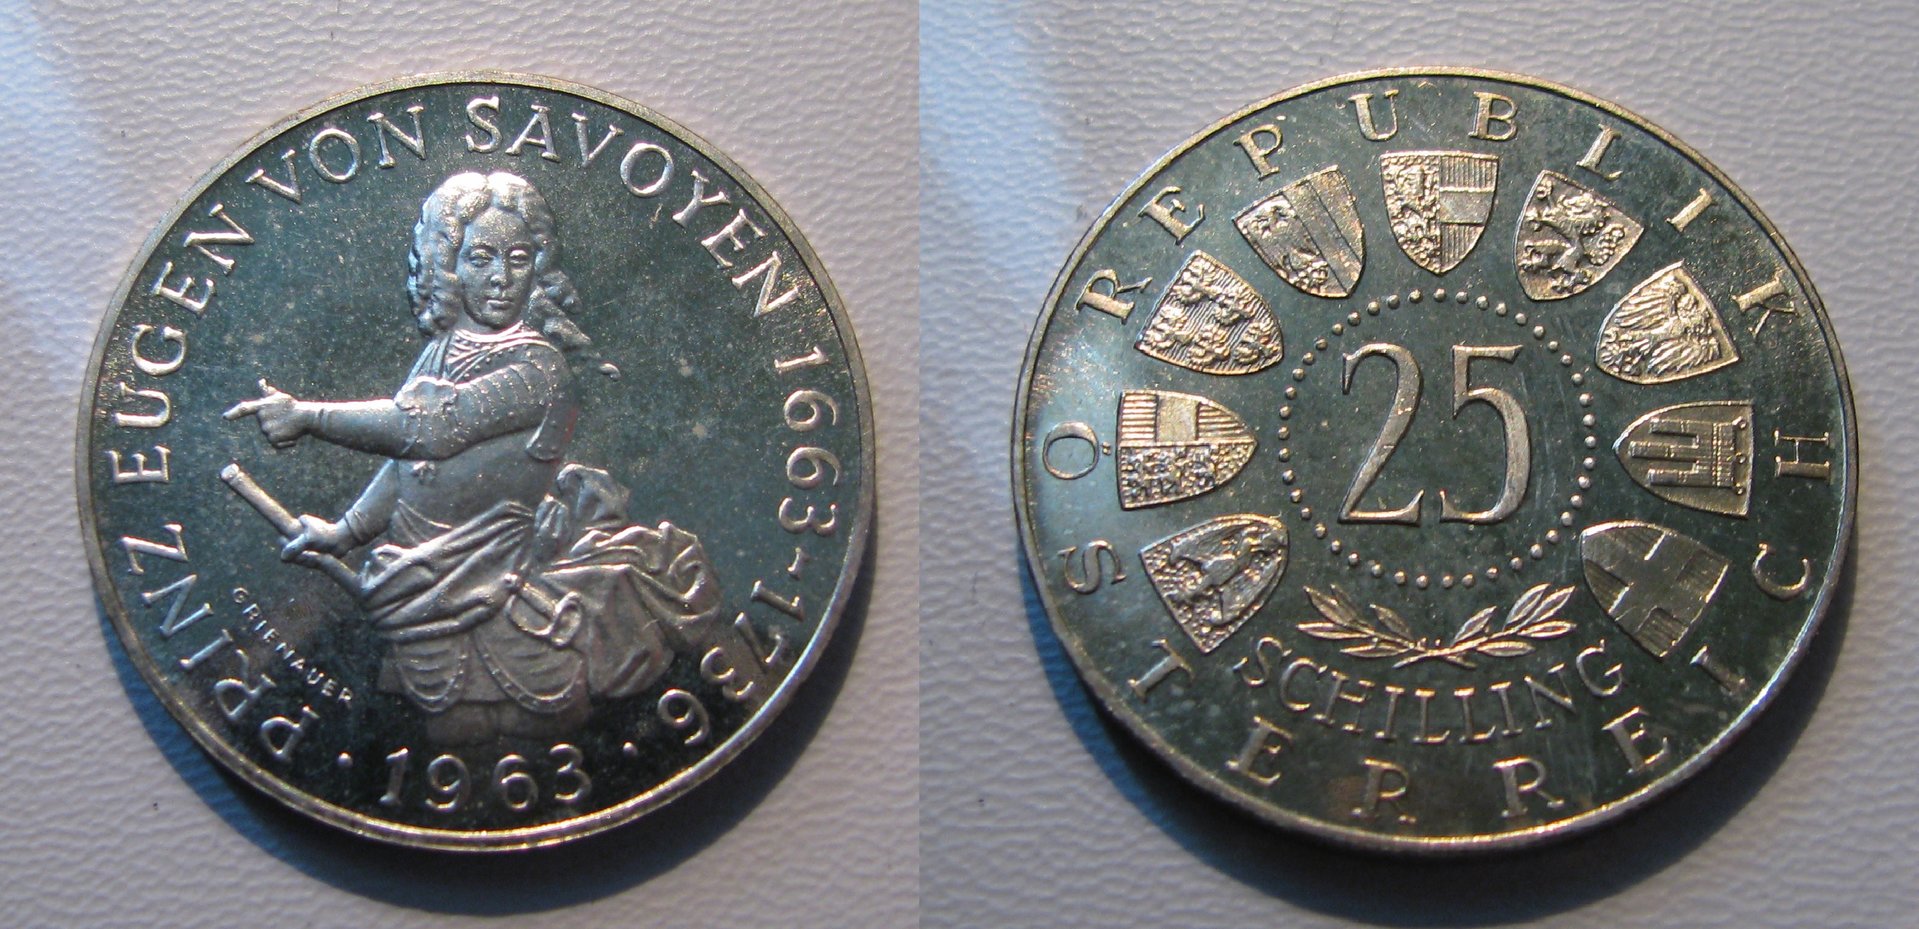 PRINZ EUGEN VON SAVOYEN 1663-1736
· 1963 ·
GRIENAUER
REPUBLIK
ÖSTERREICH
25
SCHILLING